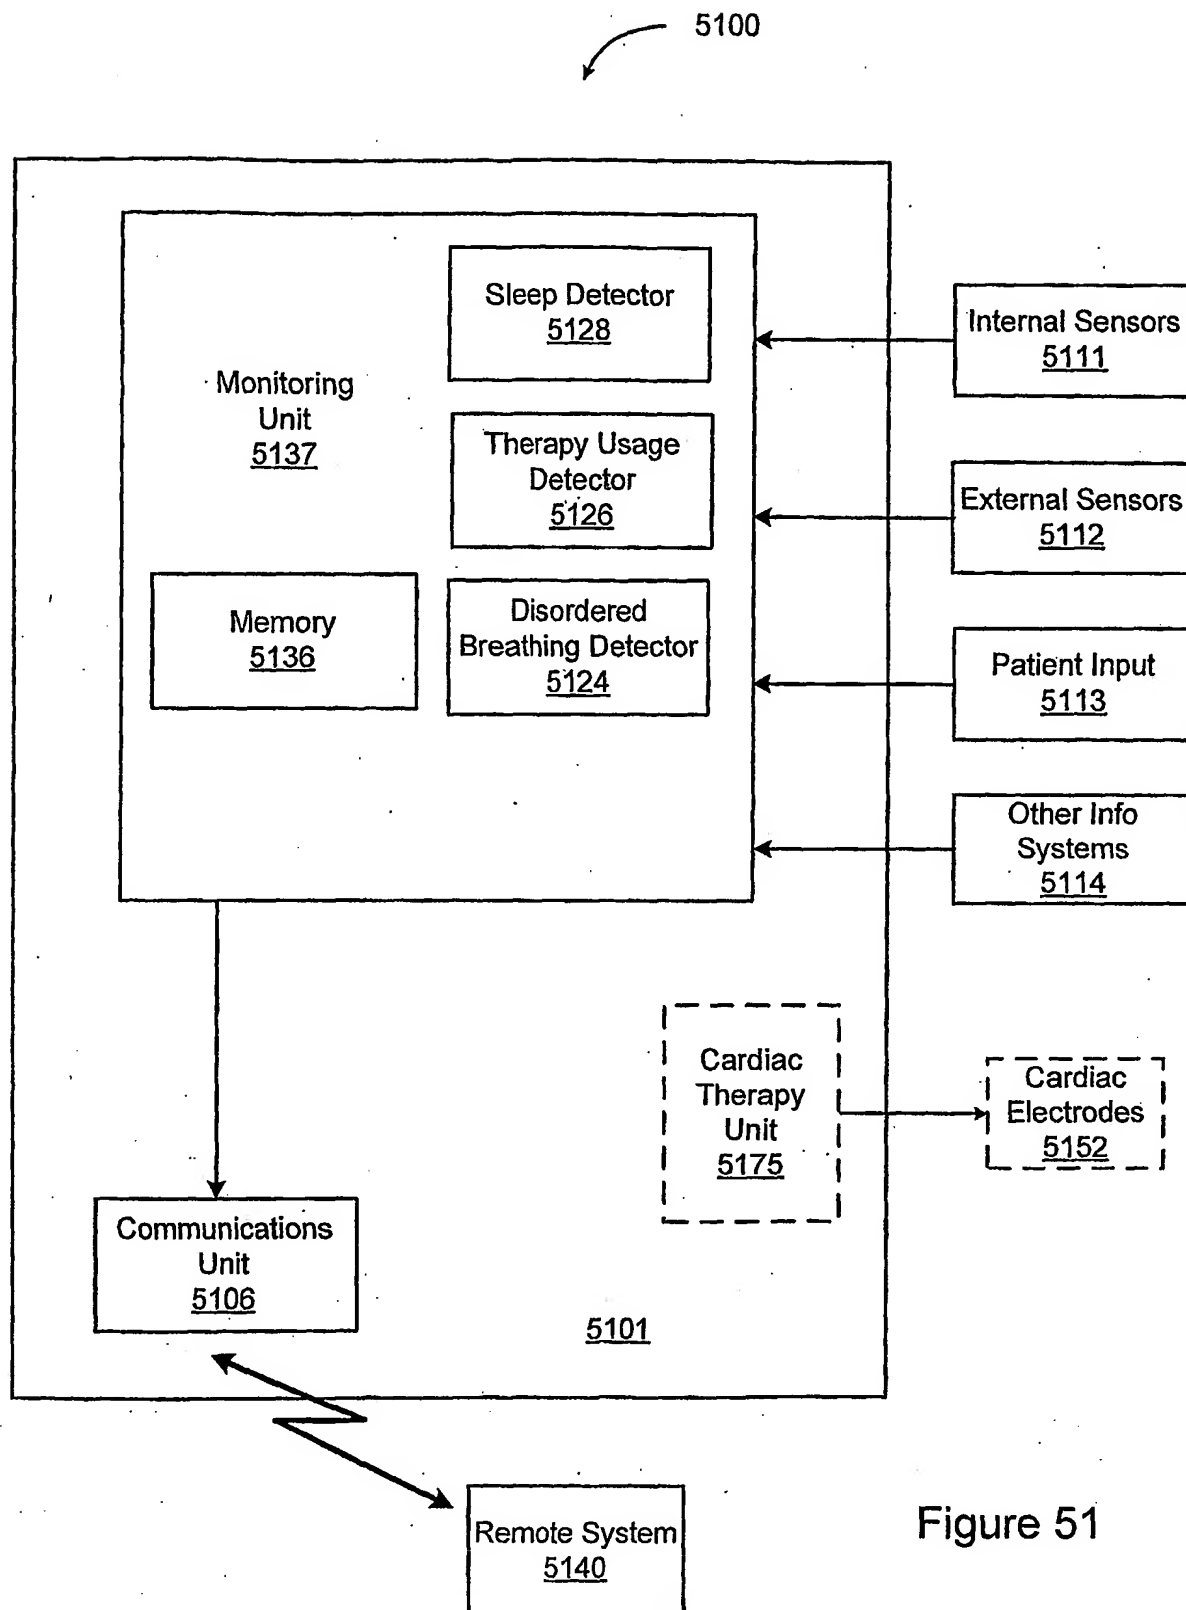 5100
Sleep Detector
5128
Internal Sensors
5111
Monitoring
Unit
5137
Therapy Usage
Detector
5126
External Sensors
5112
Memory
5136
Disordered
Breathing Detector
5124
Patient Input
5113
Other Info
Systems
5114
Cardiac
Therapy
Unit
5175
Cardiac
Electrodes
5152
Communications
Unit
5106
5101
Remote System
5140
Figure 51